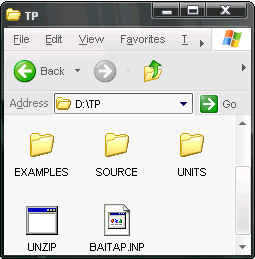 TP
File Edit View Favorites T
Back
Address D:\TP Go
EXAMPLES SOURCE UNITS
UNZIP BAITAP.INP